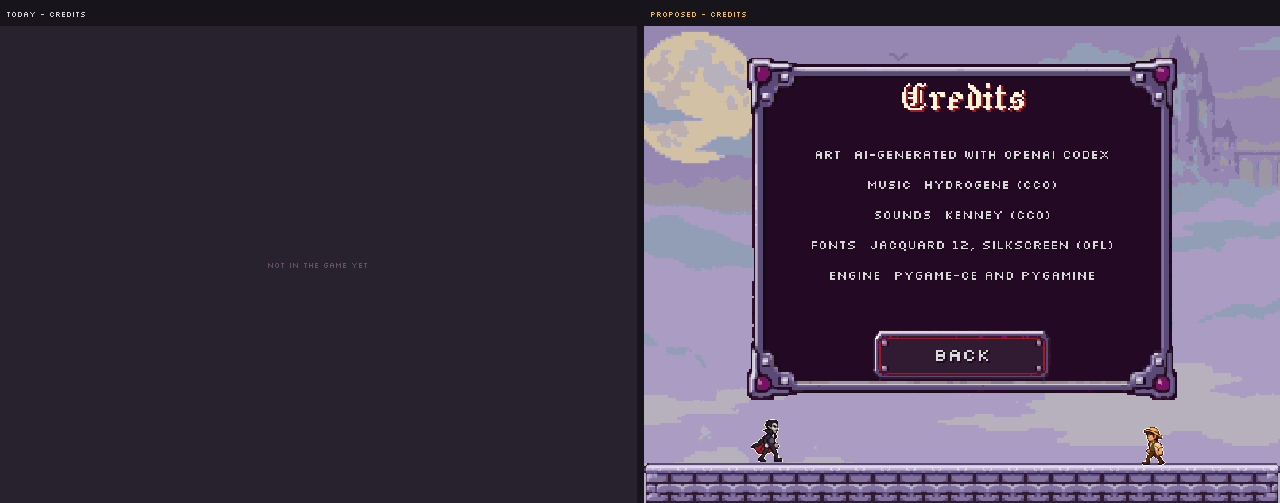 TODAY - CREDITS
PROPOSED - CREDITS
NOT IN THE GAME YET
Credits
ART AI-GENERATED WITH OPENAI CODEX
MUSIC HYDROGENE (CC0)
SOUNDS KENNEY (CC0)
FONTS JACQUARD 12, SILKSCREEN (OFL)
ENGINE PYGAME-CE AND PYGAMINE
BACK